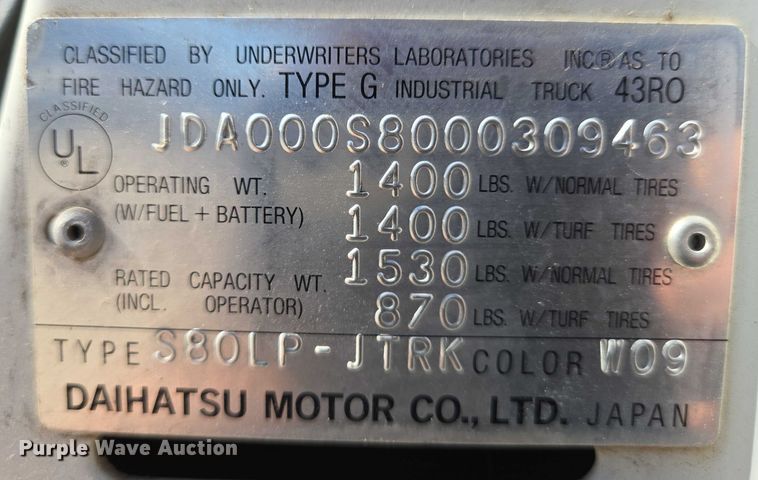 CLASSIFIED BY UNDERWRITERS LABORATORIES INC® AS TO
FIRE HAZARD ONLY. TYPE G INDUSTRIAL TRUCK 43RO
CLASSIFIED
UL
®
JDA000S8000309463
OPERATING WT. 1400 LBS. W/NORMAL TIRES
(W/FUEL + BATTERY) 1400 LBS. W/TURF TIRES
RATED CAPACITY WT. 1530 LBS. W/NORMAL TIRES
(INCL. OPERATOR) 870 LBS. W/TURF TIRES
TYPE S80LP-JTRK COLOR W09
DAIHATSU MOTOR CO., LTD. JAPAN
Purple Wave Auction